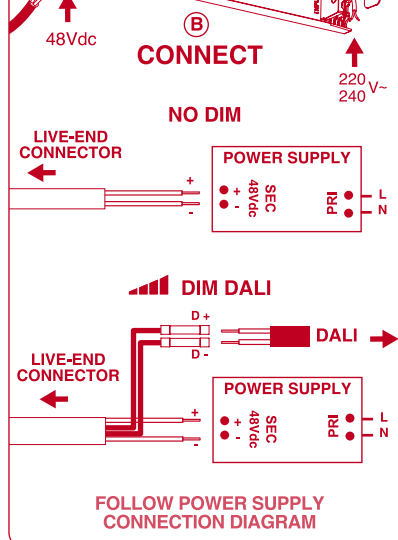 48Vdc
B
CONNECT
220
240 V~
NO DIM
LIVE-END
CONNECTOR
+
-
POWER SUPPLY
+
-
48Vdc
SEC
PRI
L
N
DIM DALI
D +
D -
DALI
LIVE-END
CONNECTOR
+
-
POWER SUPPLY
+
-
48Vdc
SEC
PRI
L
N
FOLLOW POWER SUPPLY
CONNECTION DIAGRAM